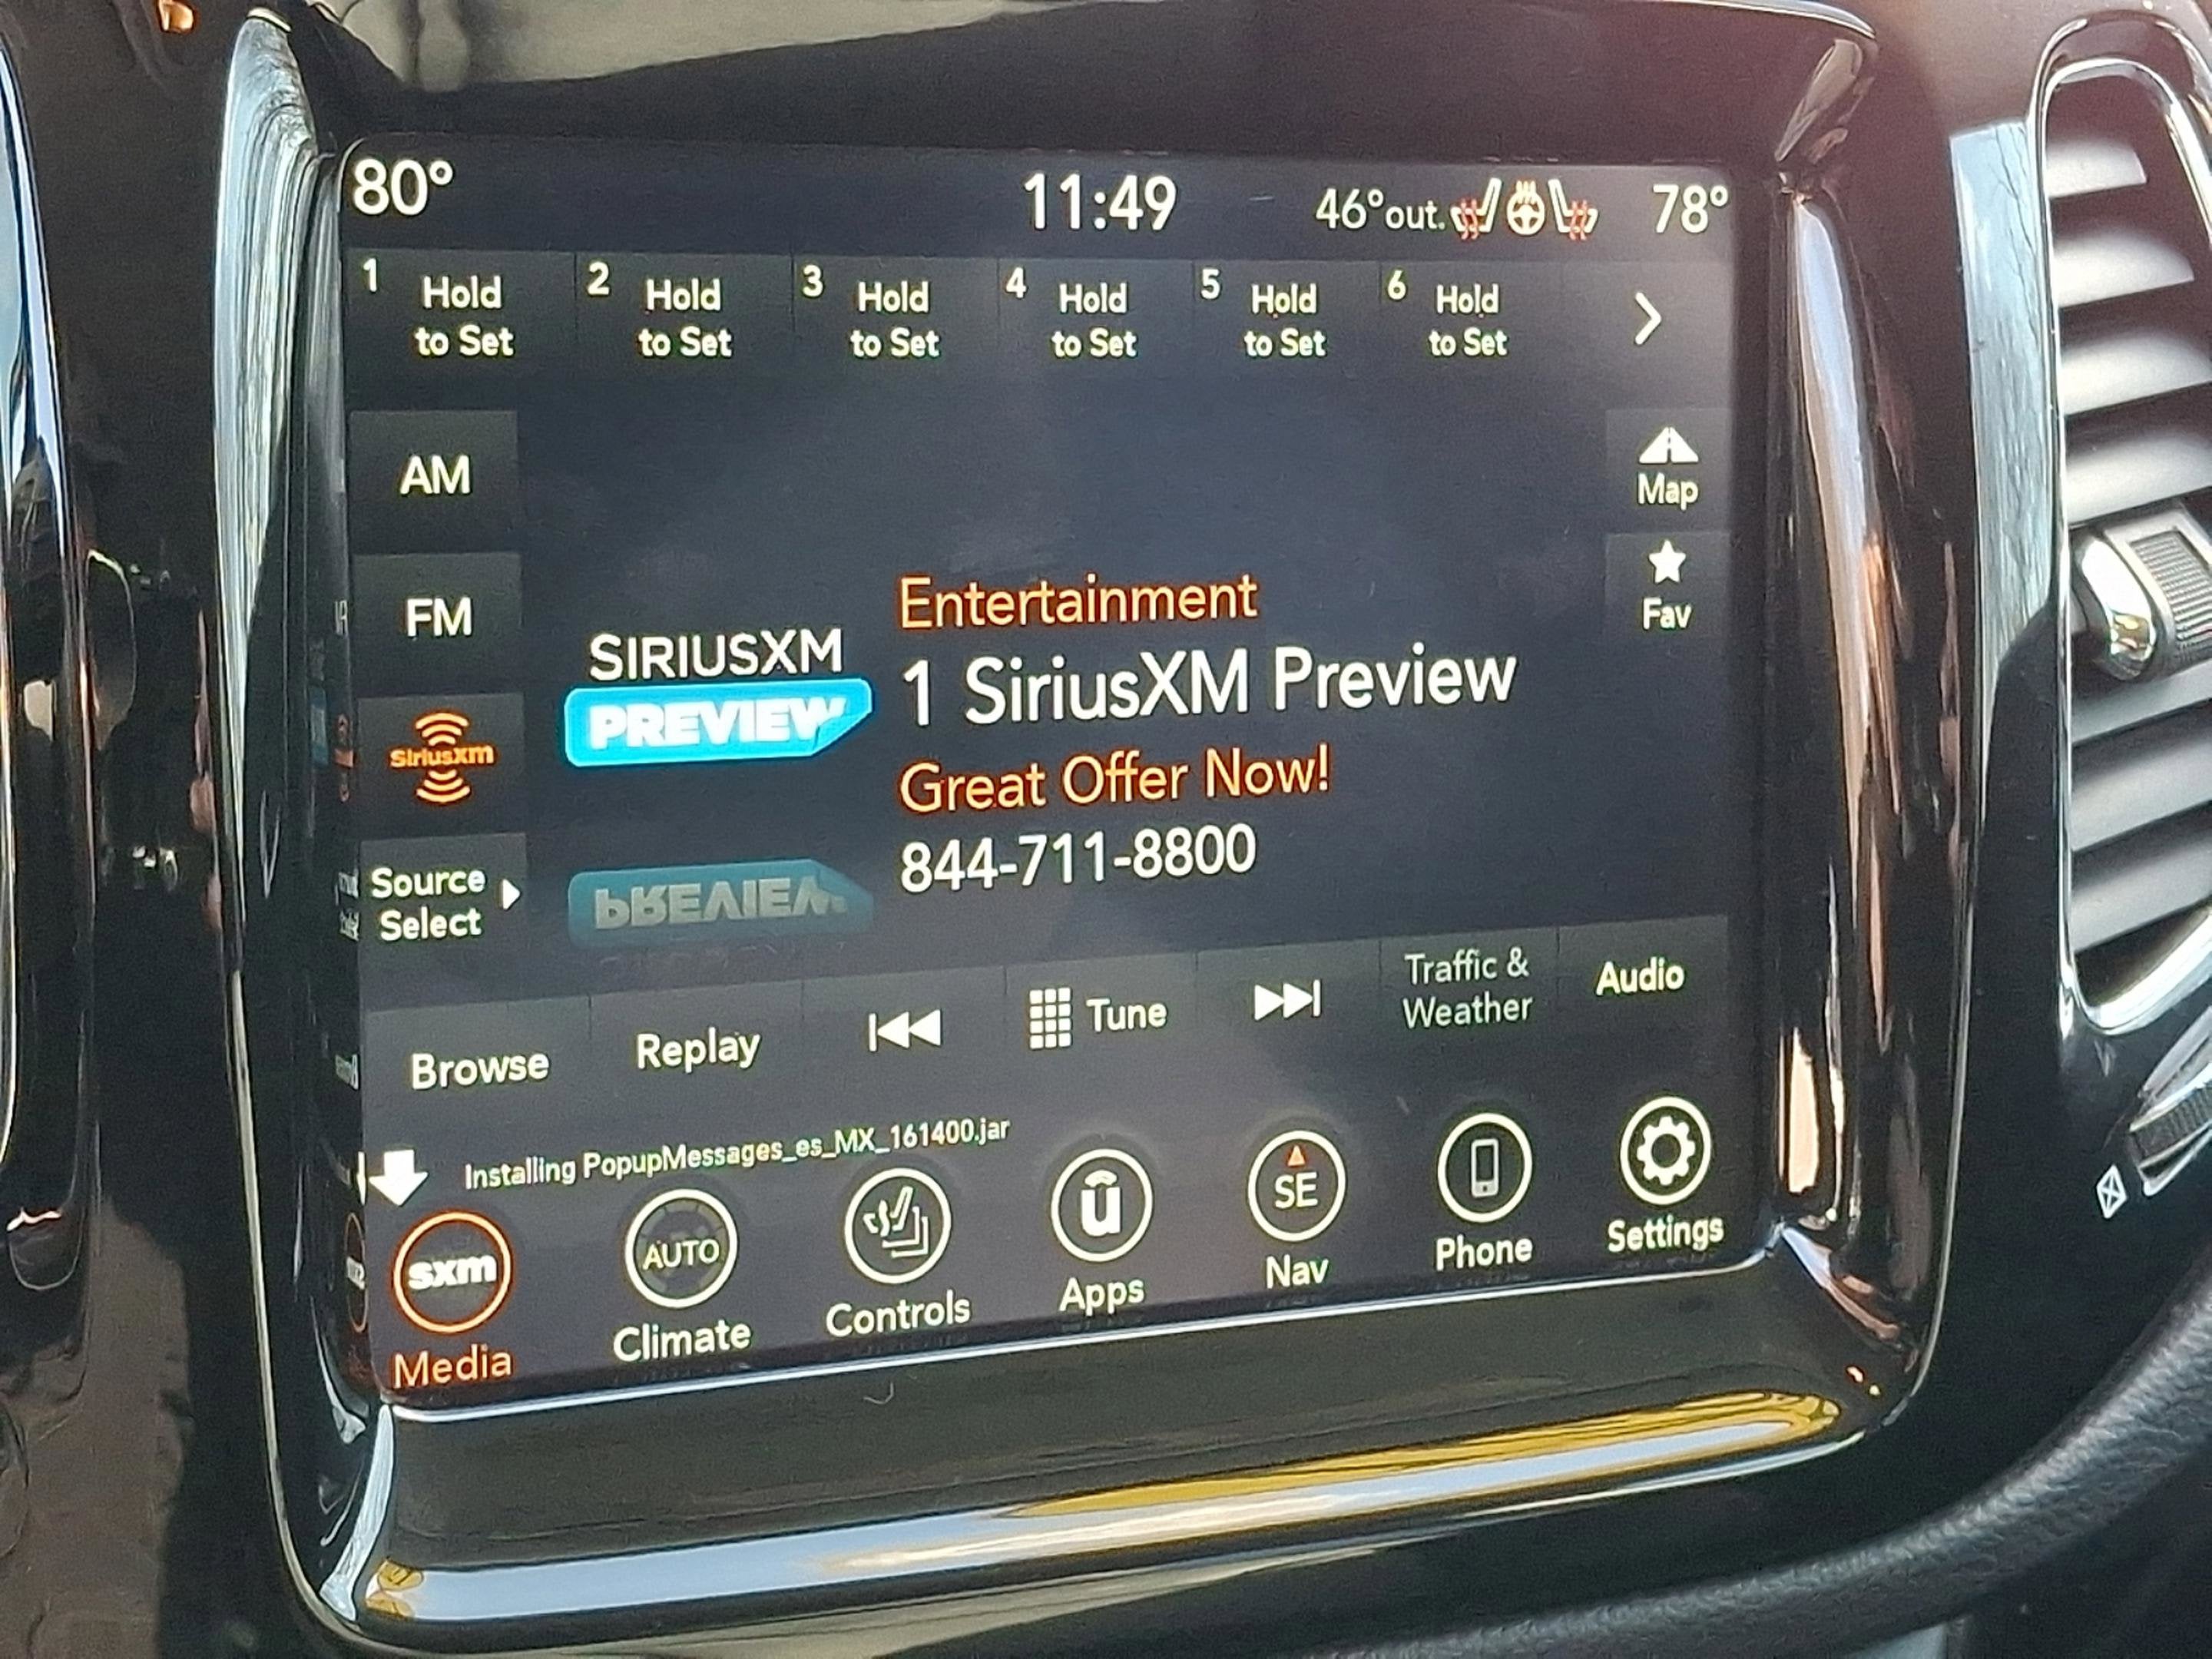 80°
11:49
46°out.
78°
1 Hold to Set
2 Hold to Set
3 Hold to Set
4 Hold to Set
5 Hold to Set
6 Hold to Set
AM
Map
FM
Fav
Entertainment
SIRIUSXM
PREVIEW
1 SiriusXM Preview
SiriusXM
Great Offer Now!
844-711-8800
Source
Select
PREVIEW
Browse
Replay
Tune
Traffic &
Weather
Audio
Installing PopupMessages_es_MX_161400.jar
sxm
Media
AUTO
Climate
Controls
û
Apps
SE
Nav
Phone
Settings